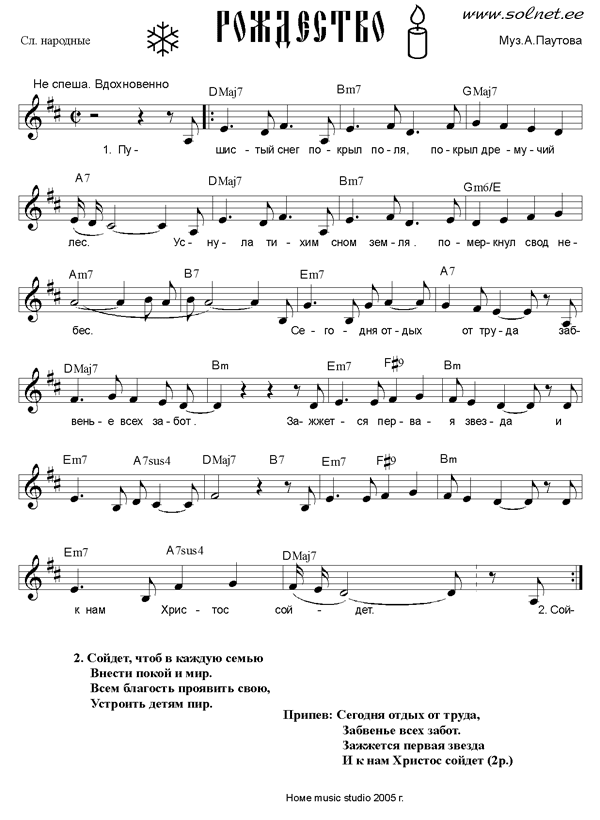 www.solnet.ee
РОЖДЕСТВО
Сл. народные
Муз.А.Паутова
Не спеша. Вдохновенно
DMaj7 Bm7 GMaj7
1. Пу- шис-тый снег по-крыл по-ля, по-крыл дре-му-чий
A7 DMaj7 Bm7 Gm6/E
лес. Ус-ну-ла ти-хим сном зем-ля. по-мерк-нул свод не-
Am7 B7 Em7 A7
бес. Се-го-дня от-дых от тру-да заб-
DMaj7 Bm Em7 F#9 Bm
вень-е всех за-бот. За-жжет-ся пер-ва-я звез-да и
Em7 A7sus4 DMaj7 B7 Em7 F#9 Bm
Em7 A7sus4 DMaj7
к нам Хрис-тос сой-дет. 2. Сой-
2. Сойдет, чтоб в каждую семью
Внести покой и мир.
Всем благость проявить свою,
Устроить детям пир.
Припев: Сегодня отдых от труда,
Забвенье всех забот.
Зажжется первая звезда
И к нам Христос сойдет (2р.)
Номе music studio 2005 г.